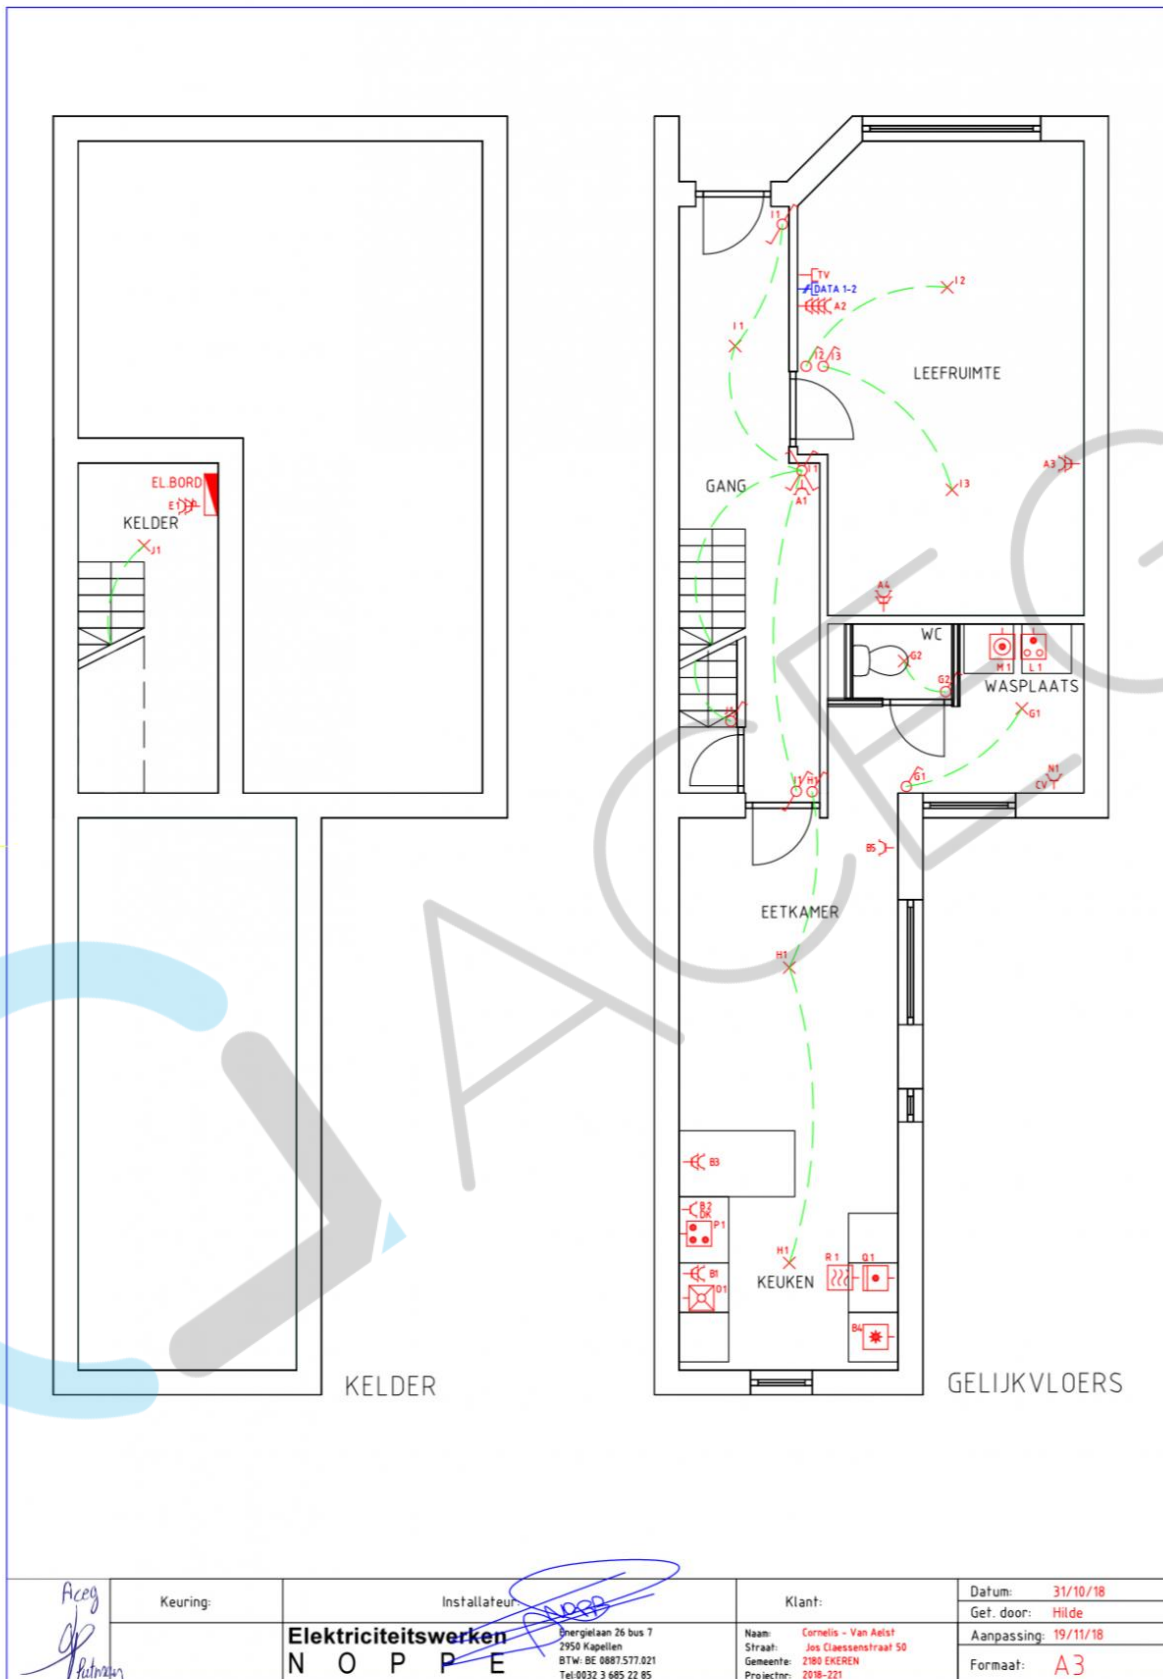 I1
TV
DATA 1-2
A2
I2
I1
I2 I3
LEEFRUIMTE
A3
I3
I1
GANG
A1
EL.BORD
E1
KELDER
J1
A4
WC
G2
M1 L1
G2
WASPLAATS
G1
J1
N1
CV
G1
I1 H1
B5
EETKAMER
H1
B3
B2
DK
P1
H1
R1 Q1
B1
KEUKEN
O1
B4
KELDER
GELIJKVLOERS
ACEG
Aceg
Keuring:
Installateur:
Klant:
Datum: 31/10/18
Get. door: Hilde
Aanpassing: 19/11/18
Formaat: A3
Elektriciteitswerken
N O P P E
Energielaan 26 bus 7
2950 Kapellen
BTW: BE 0887.577.021
Tel:0032 3 685 22 85
Naam: Cornelis - Van Aelst
Straat: Jos Claessenstraat 50
Gemeente: 2180 EKEREN
Projectnr: 2018-221